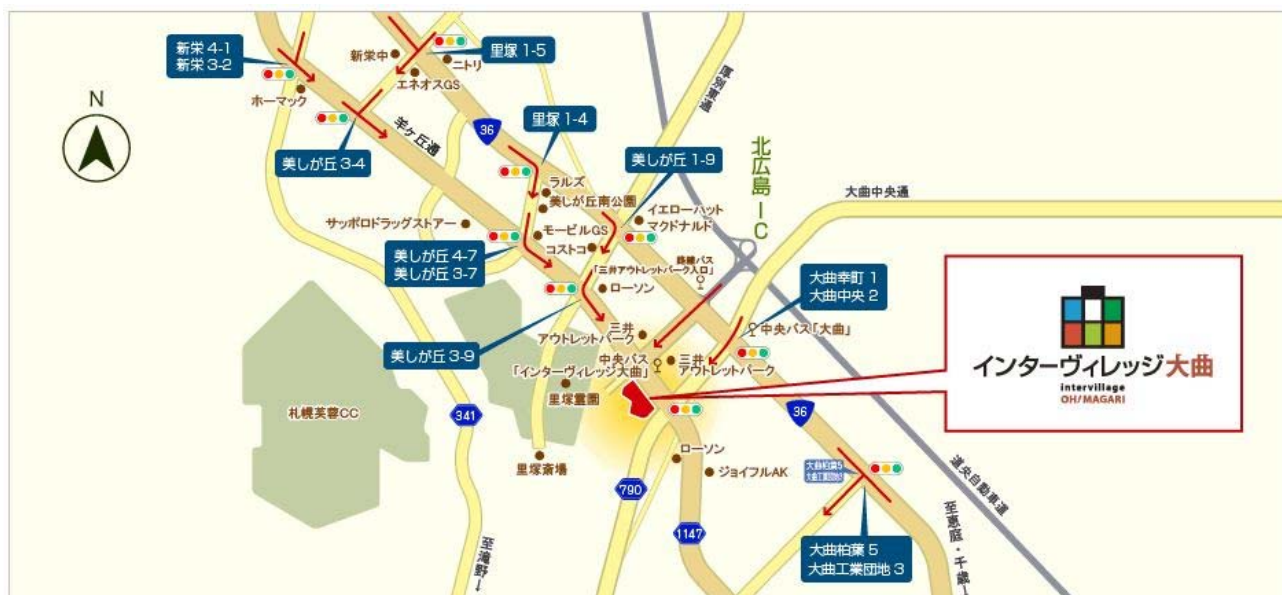 新栄 4-1
新栄 3-2
新栄中
ニトリ
里塚 1-5
エネオスGS
ホーマック
N
厚別東通
羊ヶ丘通
36
里塚 1-4
美しが丘 3-4
美しが丘 1-9
北広島IC
ラルズ
美しが丘南公園
イエローハット
マクドナルド
大曲中央通
サッポロドラッグストアー
モービルGS
コストコ
美しが丘 4-7
美しが丘 3-7
路線バス
「三井アウトレットパーク入口」
ローソン
大曲幸町 1
大曲中央 2
中央バス「大曲」
三井
アウトレットパーク
美しが丘 3-9
中央バス
「インターヴィレッジ大曲」
三井
アウトレットパーク
里塚霊園
インターヴィレッジ大曲
intervillage
OH! MAGARI
札幌芙蓉CC
341
36
里塚斎場
ローソン
ジョイフルAK
大曲柏葉5
大曲工業団地3
道央自動車道
790
1147
至滝野→
大曲柏葉 5
大曲工業団地 3
至恵庭・千歳→